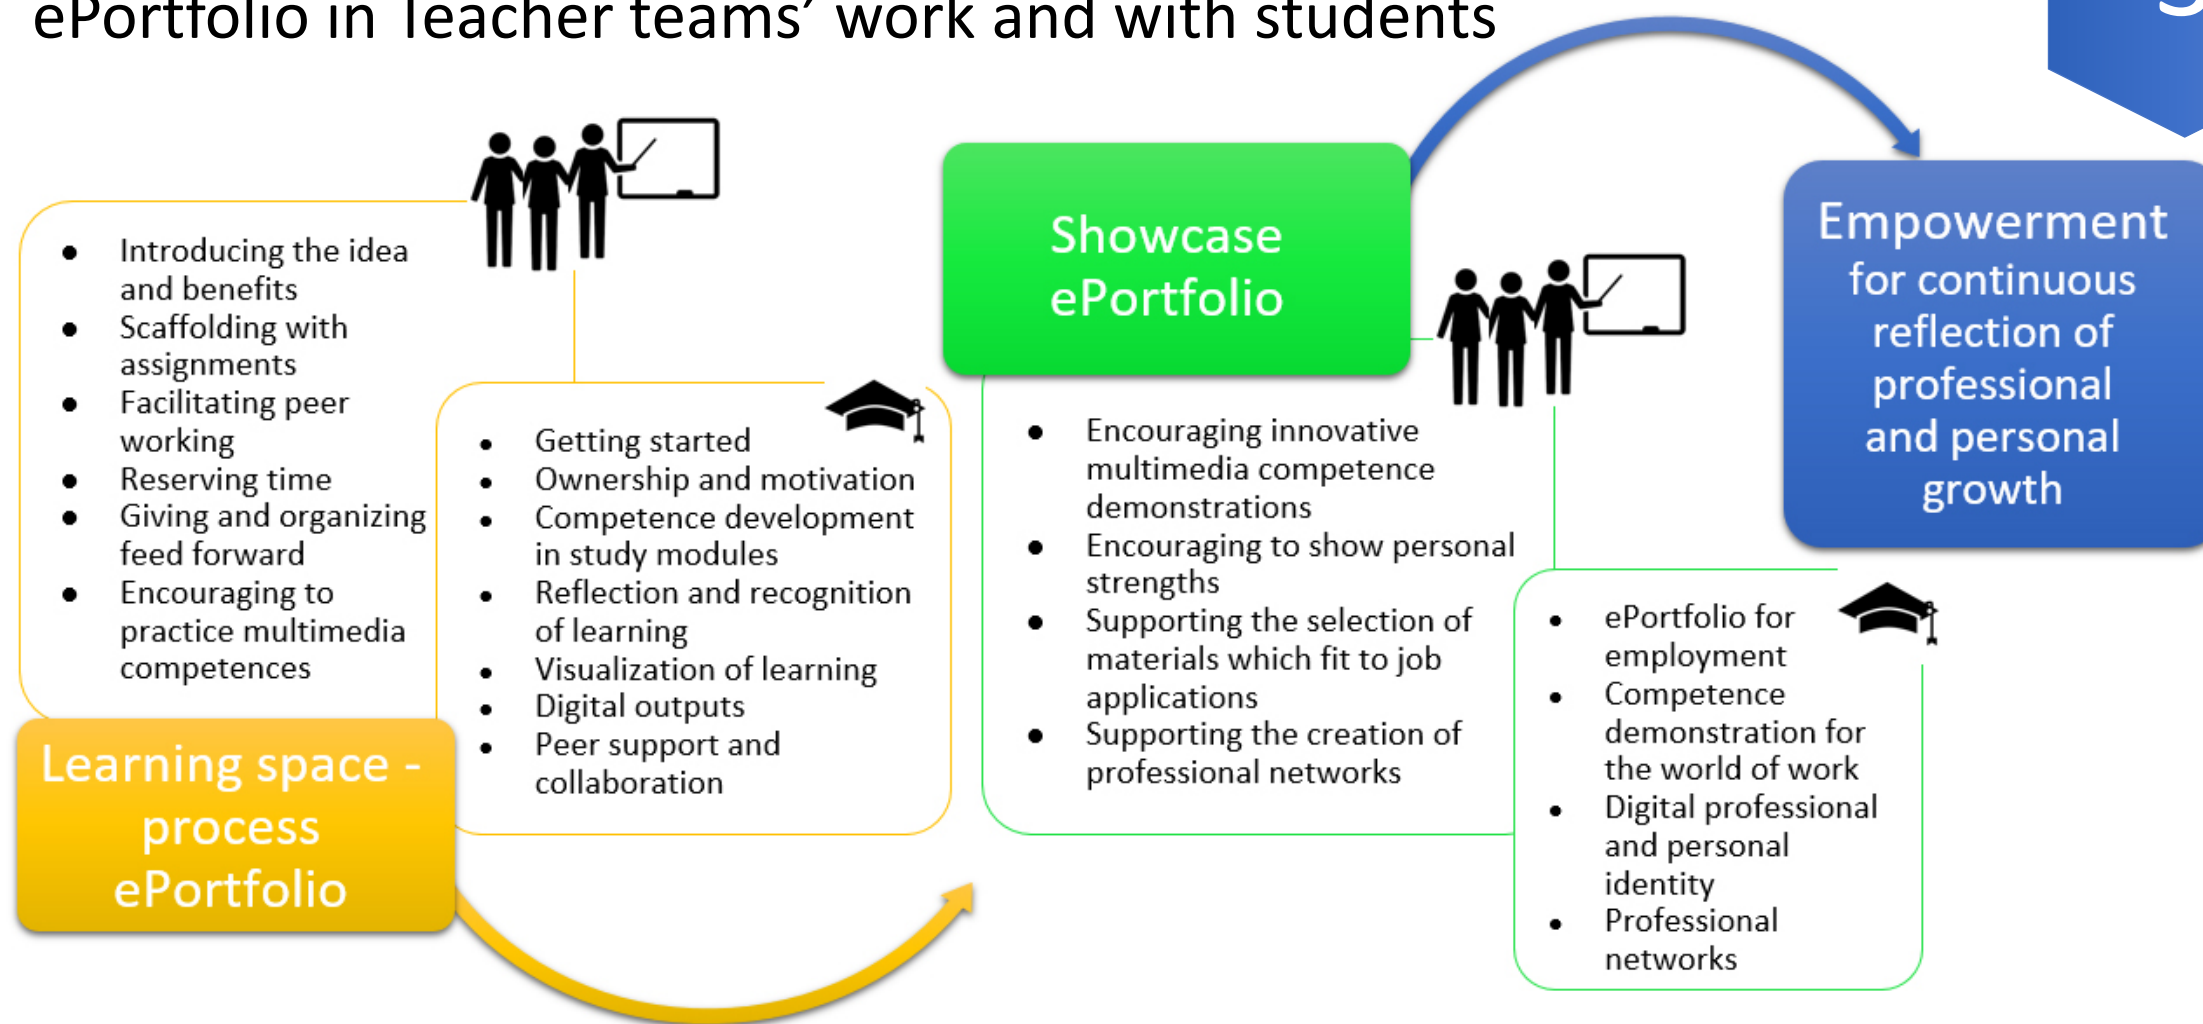 ePortfolio in Teacher teams’ work and with students
● Introducing the idea
and benefits
● Scaffolding with
assignments
● Facilitating peer
working
● Reserving time
● Giving and organizing
feed forward
● Encouraging to
practice multimedia
competences
Learning space -
process
ePortfolio
● Getting started
● Ownership and motivation
● Competence development
in study modules
● Reflection and recognition
of learning
● Visualization of learning
● Digital outputs
● Peer support and
collaboration
Showcase
ePortfolio
● Encouraging innovative
multimedia competence
demonstrations
● Encouraging to show personal
strengths
● Supporting the selection of
materials which fit to job
applications
● Supporting the creation of
professional networks
● ePortfolio for
employment
● Competence
demonstration for
the world of work
● Digital professional
and personal
identity
● Professional
networks
Empowerment
for continuous
reflection of
professional
and personal
growth